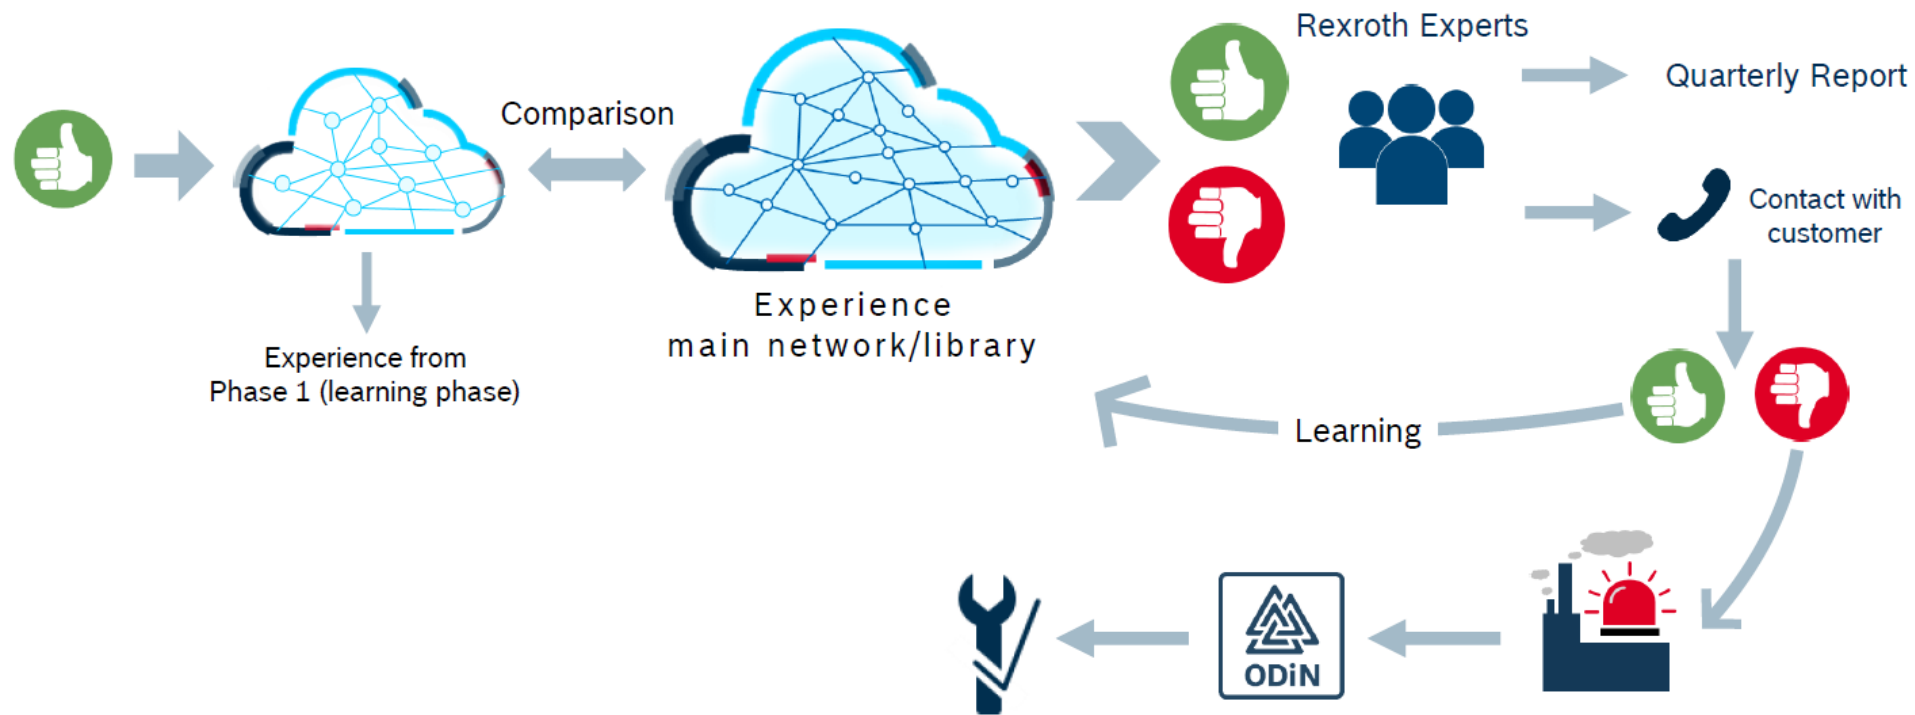 Rexroth Experts
Quarterly Report
Comparison
Contact with
customer
Experience
main network/library
Experience from
Phase 1 (learning phase)
Learning
ODiN